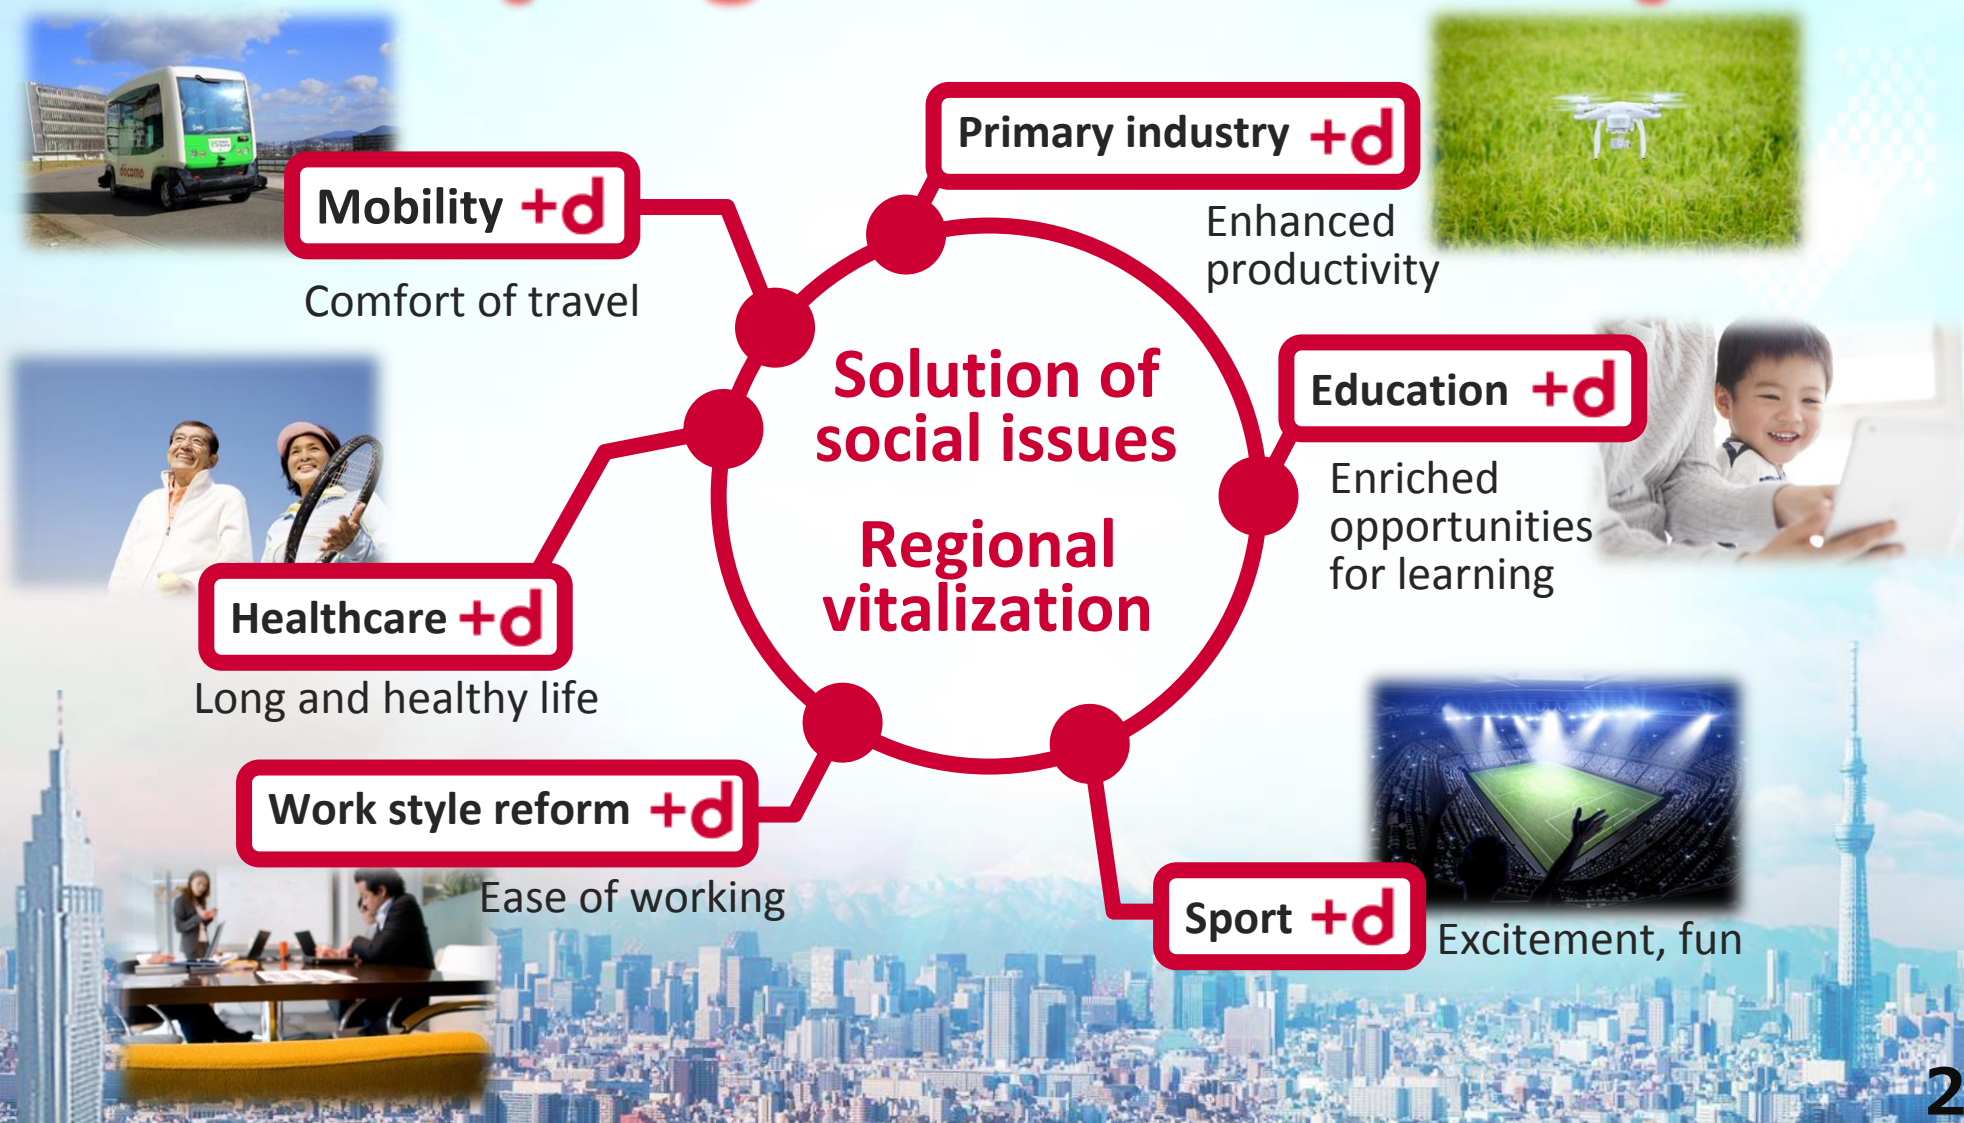 Primary industry +d
Mobility +d
docomo
Enhanced
productivity
Comfort of travel
Solution of
social issues
Regional
vitalization
Education +d
Enriched
opportunities
for learning
Healthcare +d
Long and healthy life
Work style reform +d
Ease of working
Sport +d
Excitement, fun
2